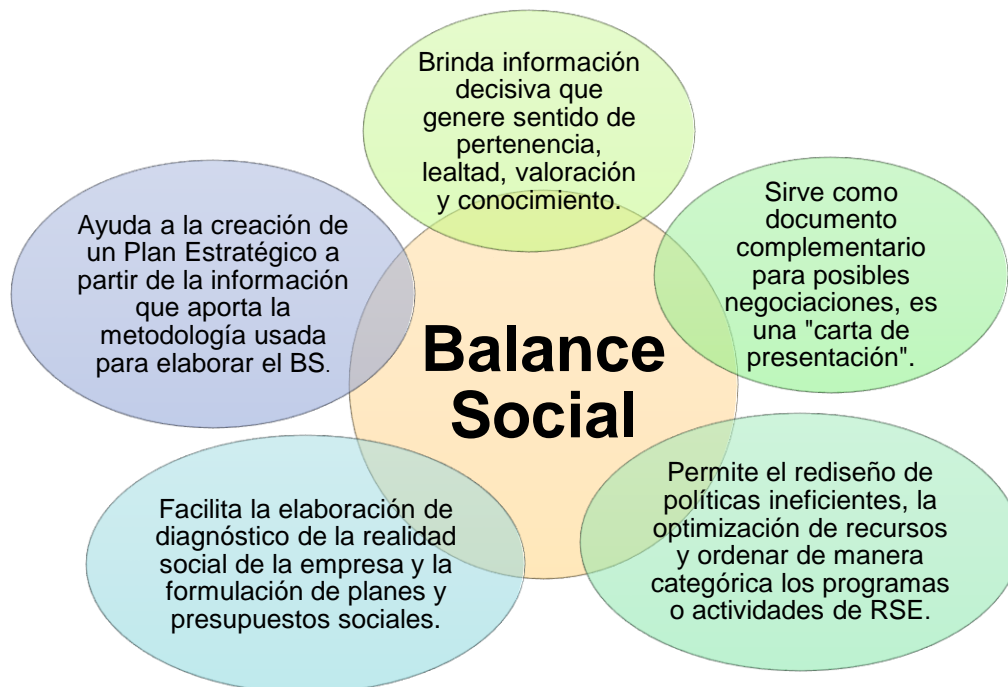 Brinda información
decisiva que
genere sentido de
pertenencia,
lealtad, valoración
y conocimiento.
Sirve como
documento
complementario
para posibles
negociaciones, es
una "carta de
presentación".
Permite el rediseño de
políticas ineficientes, la
optimización de recursos
y ordenar de manera
categórica los programas
o actividades de RSE.
Facilita la elaboración de
diagnóstico de la realidad
social de la empresa y la
formulación de planes y
presupuestos sociales.
Ayuda a la creación de
un Plan Estratégico a
partir de la información
que aporta la
metodología usada
para elaborar el BS.
Balance
Social